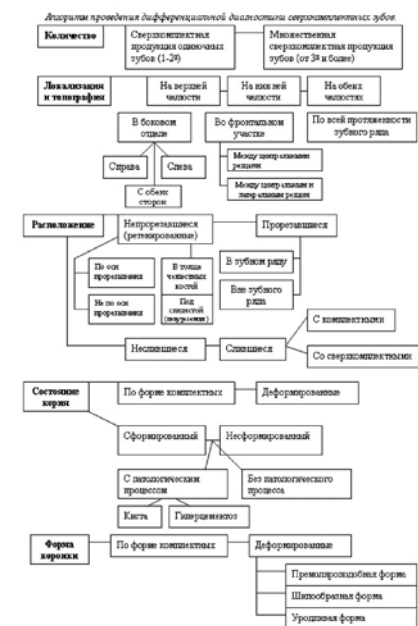 Алгоритм проведения дифференциальной диагностики сверхкомплектных зубов.
Количество
Сверхкомплектная
продукция одиночных
зубов (1-2ª)
Множественная
сверхкомплектная продукция
зубов (от 3ª и более)
Локализация
и топография
На верхней
челюсти
На нижней
челюсти
На обеих
челюстях
В боковом
отделе
Во фронтальном
участке
По всей протяженности
зубного ряда
Справа
Слева
С обеих
сторон
Между центральными
резцами
Между центральным и
латеральным резцом
Расположение
Непрорезавшиеся
(ретенированные)
Прорезавшиеся
По оси
прорезывания
В толще
челюстных
костей
В зубном ряду
Не по оси
прорезывания
Под
слизистой
Вне зубного
ряда
С комплектными
Неслившиеся
Слившиеся
Со сверхкомплектными
Состояние
корня
По форме комплектных
Деформированные
Сформированный
Несформированный
С патологическим
процессом
Без патологического
процесса
Киста
Гиперцементоз
Форма
коронки
По форме комплектных
Деформированные
Премоляроподобная форма
Шипообразная форма
Уродливая форма